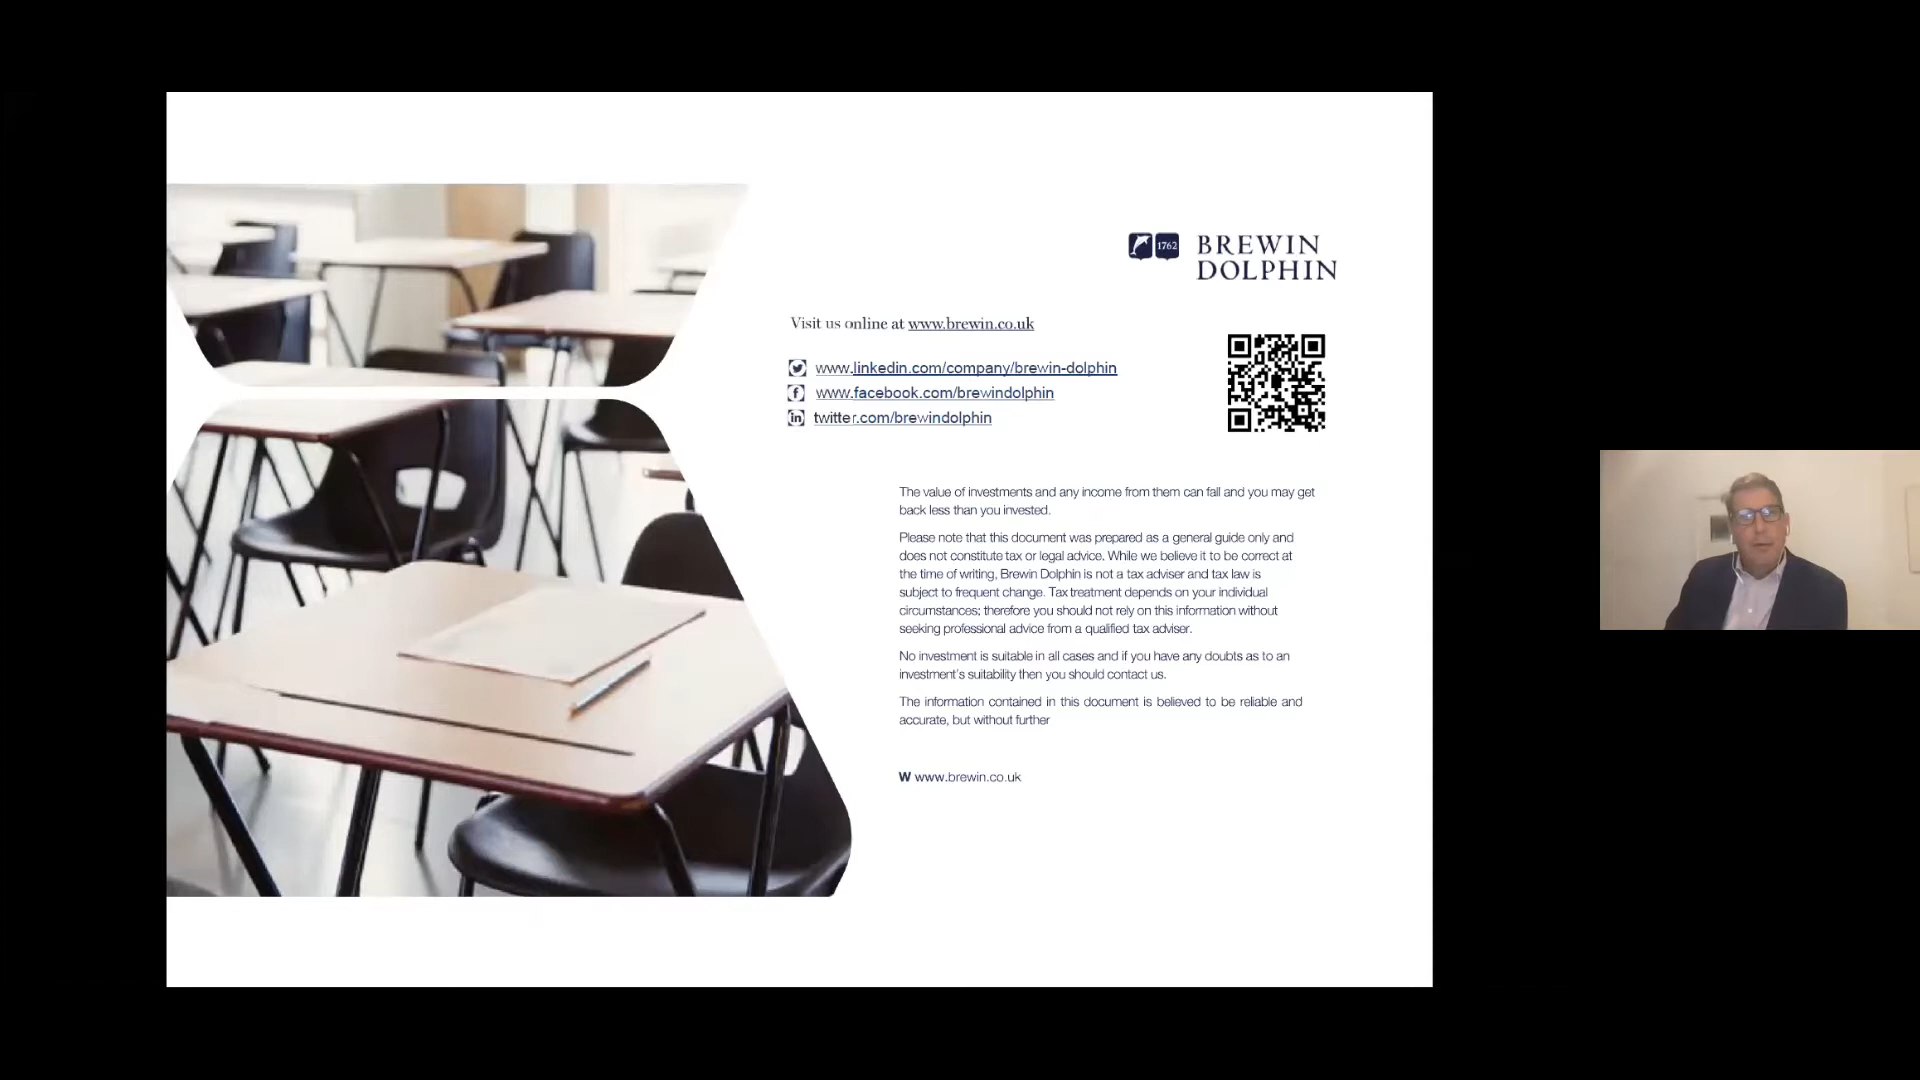 1762
BREWIN
DOLPHIN
Visit us online at www.brewin.co.uk
www.linkedin.com/company/brewin-dolphin
www.facebook.com/brewindolphin
in twitter.com/brewindolphin
The value of investments and any income from them can fall and you may get
back less than you invested.
Please note that this document was prepared as a general guide only and
does not constitute tax or legal advice. While we believe it to be correct at
the time of writing, Brewin Dolphin is not a tax adviser and tax law is
subject to frequent change. Tax treatment depends on your individual
circumstances; therefore you should not rely on this information without
seeking professional advice from a qualified tax adviser.
No investment is suitable in all cases and if you have any doubts as to an
investment's suitability then you should contact us.
The information contained in this document is believed to be reliable and
accurate, but without further
W www.brewin.co.uk